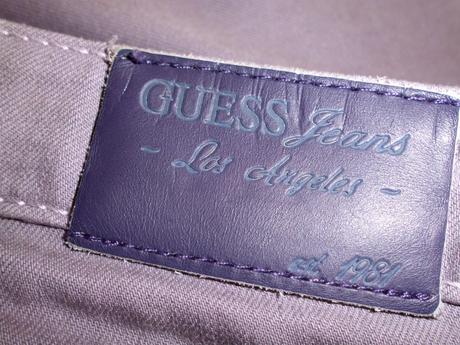 GUESS Jeans
- Los Angeles -
est. 1981